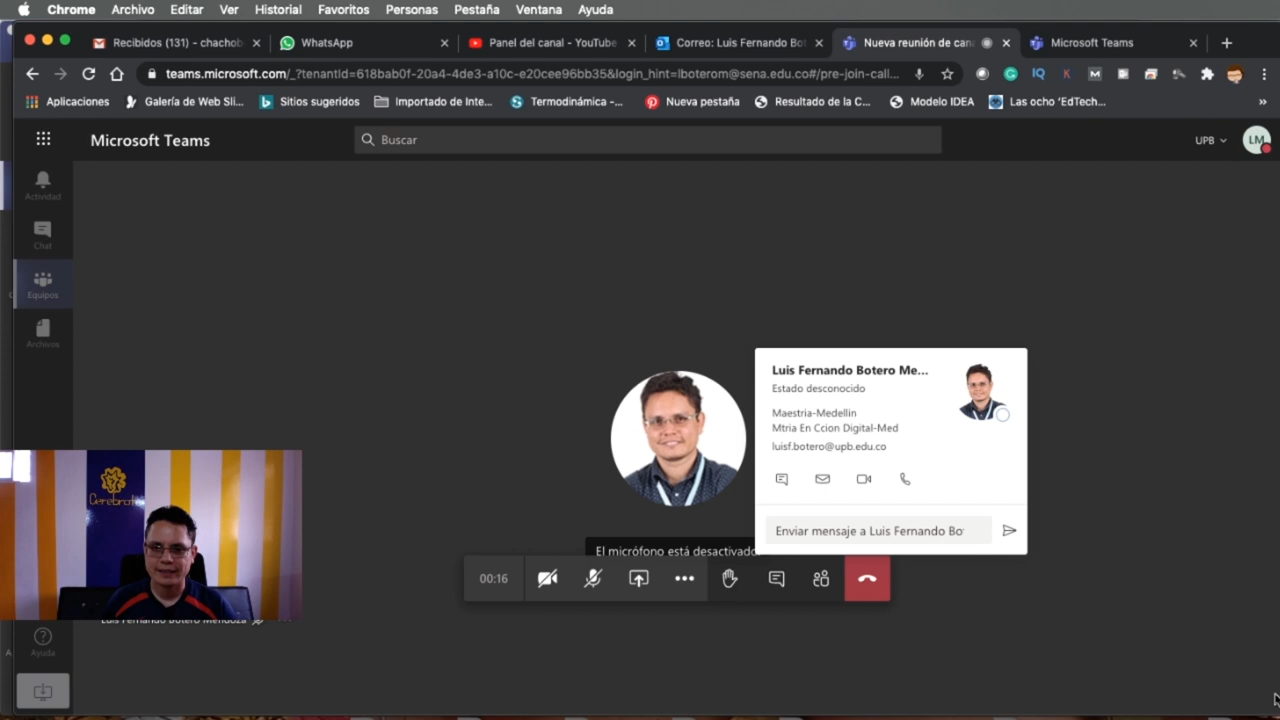 Chrome Archivo Editar Ver Historial Favoritos Personas Pestaña Ventana Ayuda
Recibidos (131) - chachob
WhatsApp
Panel del canal - YouTube
Correo: Luis Fernando Bot
Nueva reunión de cana
Microsoft Teams
teams.microsoft.com/_?tenantId=618bab0f-20a4-4de3-a10c-e20cee96bb35&login_hint=lboterom@sena.edu.co#/pre-join-call...
Aplicaciones
Galería de Web Sli...
Sitios sugeridos
Importado de Inte...
Termodinámica -...
Nueva pestaña
Resultado de la C...
Modelo IDEA
Las ocho 'EdTech...
»
Microsoft Teams
Buscar
UPB
LM
Actividad
Chat
Equipos
Archivos
Luis Fernando Botero Me...
Estado desconocido
Maestria-Medellin
Mtria En Ccion Digital-Med
luisf.botero@upb.edu.co
Enviar mensaje a Luis Fernando Bo
El micrófono está desactivado
00:16
Cerebrot
Luis Fernando Botero Mendoza
Ayuda